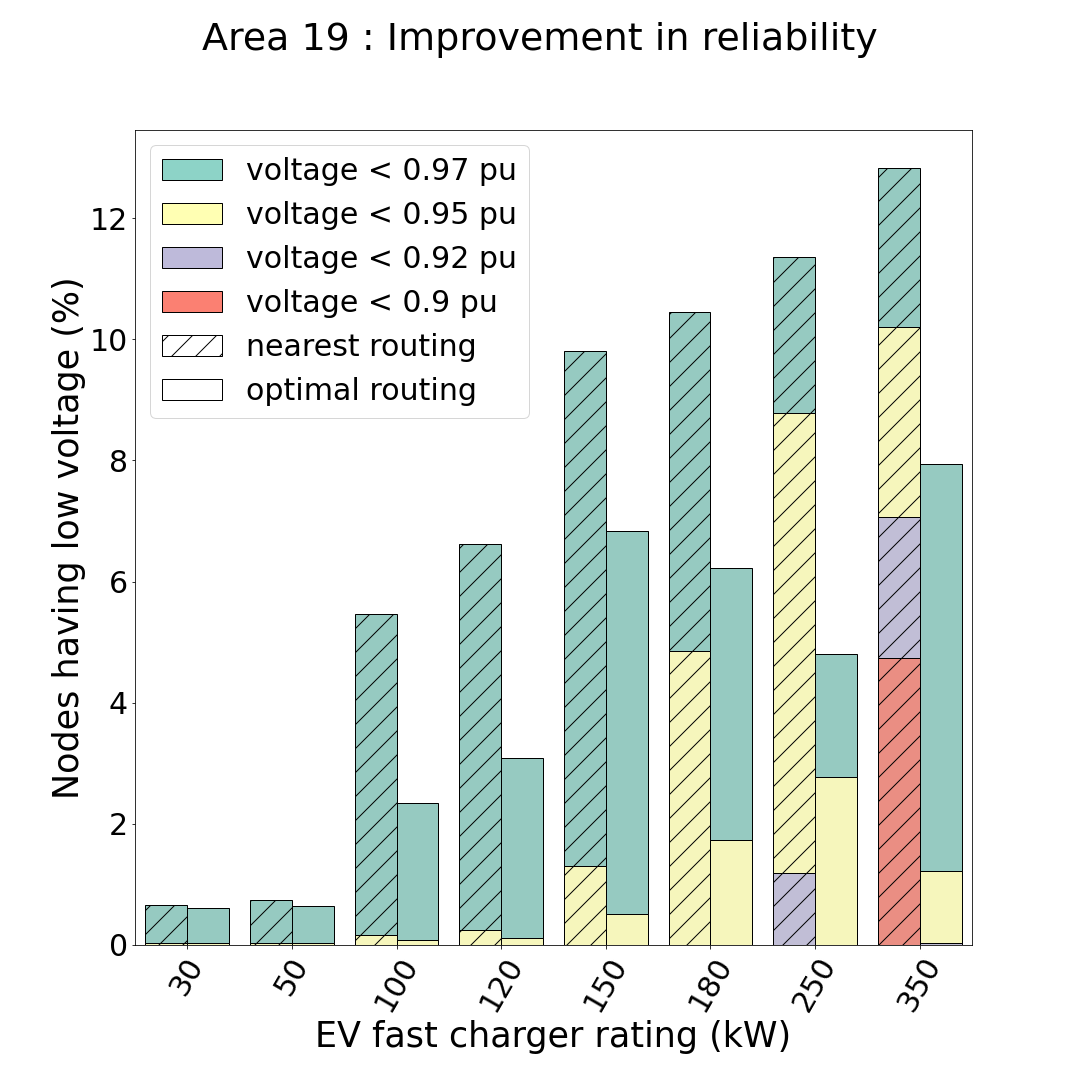 Area 19 : Improvement in reliability
voltage < 0.97 pu
voltage < 0.95 pu
voltage < 0.92 pu
voltage < 0.9 pu
nearest routing
optimal routing
Nodes having low voltage (%)
12
10
8
6
4
2
0
30 50 100 120 150 180 250 350
EV fast charger rating (kW)